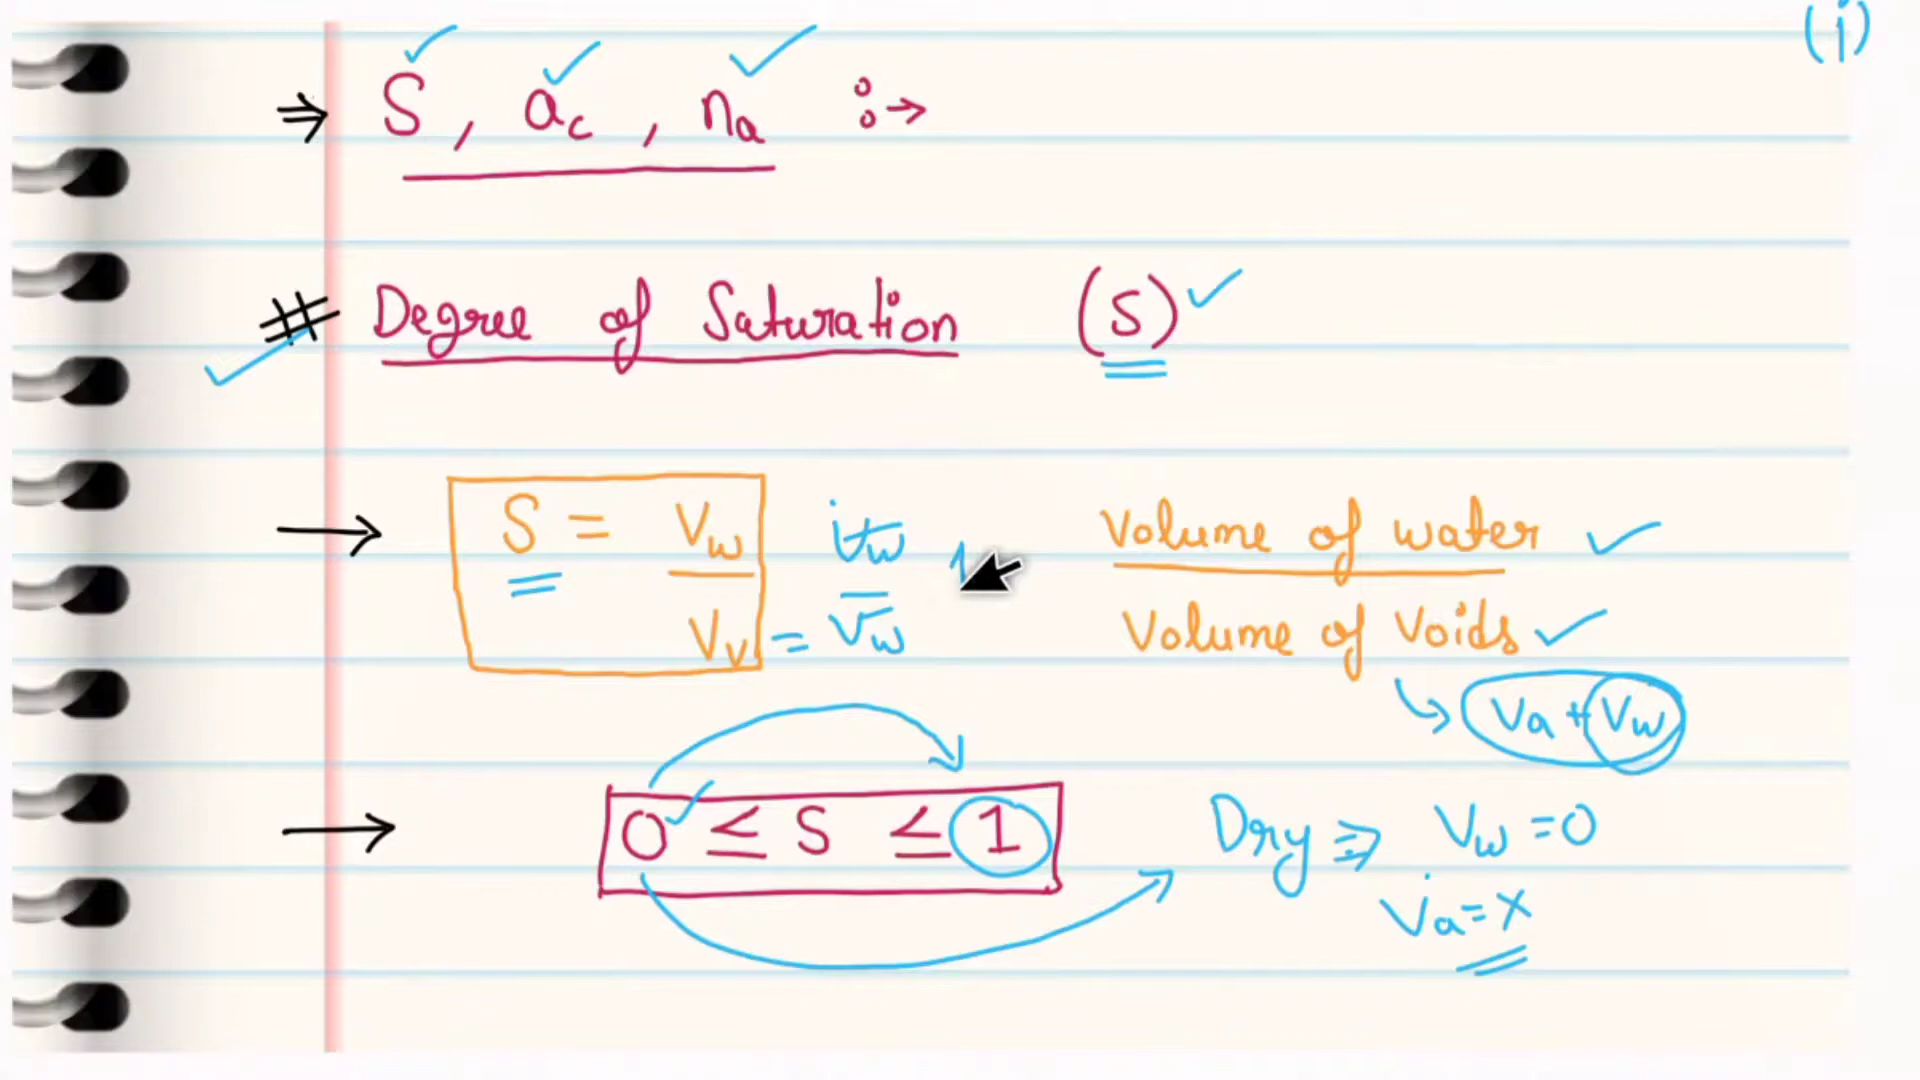 (i)
⇒ S, ac, na :→
# Degree of Saturation (S)
→ S = Vw / Vv = Vw / Vw Volume of water / Volume of Voids
↳ Va + Vw
→ 0 ≤ S ≤ 1
Dry ⇒ Vw = 0
Va = x